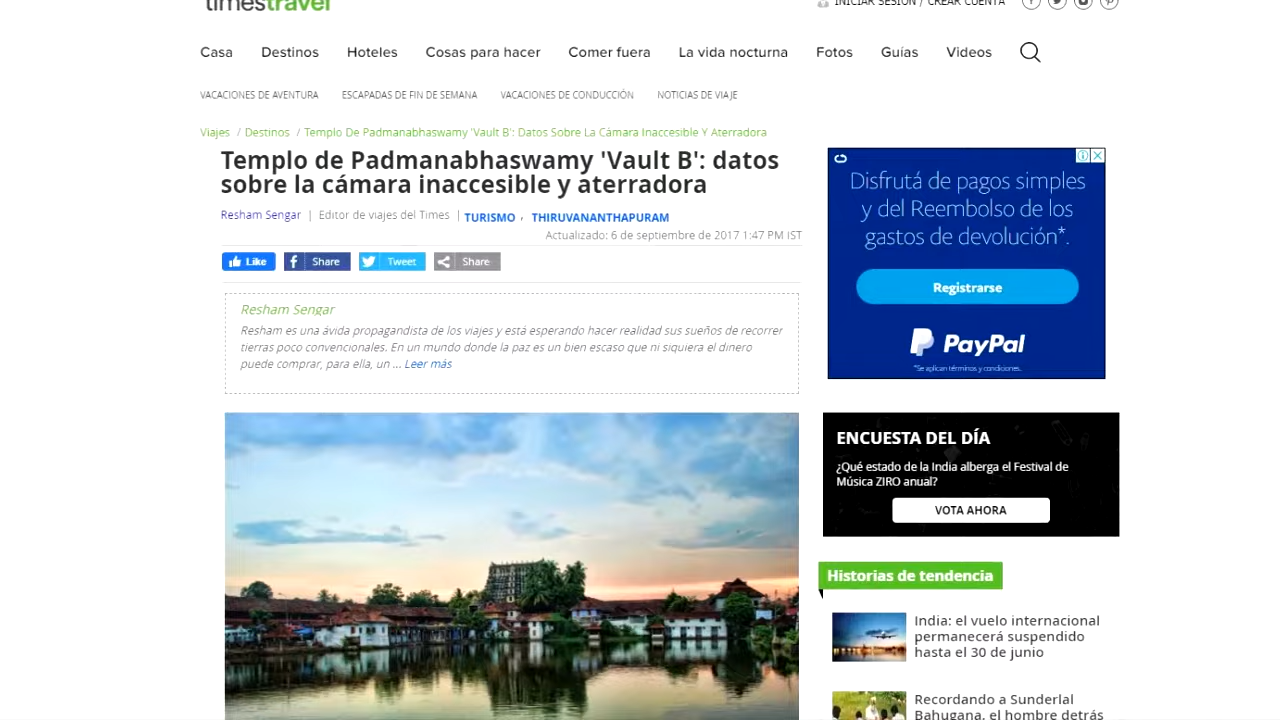 timestravel
INICIAR SESIÓN / CREAR CUENTA
Casa Destinos Hoteles Cosas para hacer Comer fuera La vida nocturna Fotos Guías Videos
VACACIONES DE AVENTURA ESCAPADAS DE FIN DE SEMANA VACACIONES DE CONDUCCIÓN NOTICIAS DE VIAJE
Viajes / Destinos / Templo De Padmanabhaswamy 'Vault B': Datos Sobre La Cámara Inaccesible Y Aterradora
Templo de Padmanabhaswamy 'Vault B': datos
sobre la cámara inaccesible y aterradora
Resham Sengar | Editor de viajes del Times | TURISMO , THIRUVANANTHAPURAM
Actualizado: 6 de septiembre de 2017 1:47 PM IST
Like Share Tweet Share
Resham Sengar
Resham es una ávida propagandista de los viajes y está esperando hacer realidad sus sueños de recorrer
tierras poco convencionales. En un mundo donde la paz es un bien escaso que ni siquiera el dinero
puede comprar, para ella, un ... Leer más
Disfrutá de pagos simples
y del Reembolso de los
gastos de devolución*.
Registrarse
PayPal
*Se aplican términos y condiciones.
ENCUESTA DEL DÍA
¿Qué estado de la India alberga el Festival de
Música ZIRO anual?
VOTA AHORA
Historias de tendencia
India: el vuelo internacional
permanecerá suspendido
hasta el 30 de junio
Recordando a Sunderlal
Bahuguna, el hombre detrás